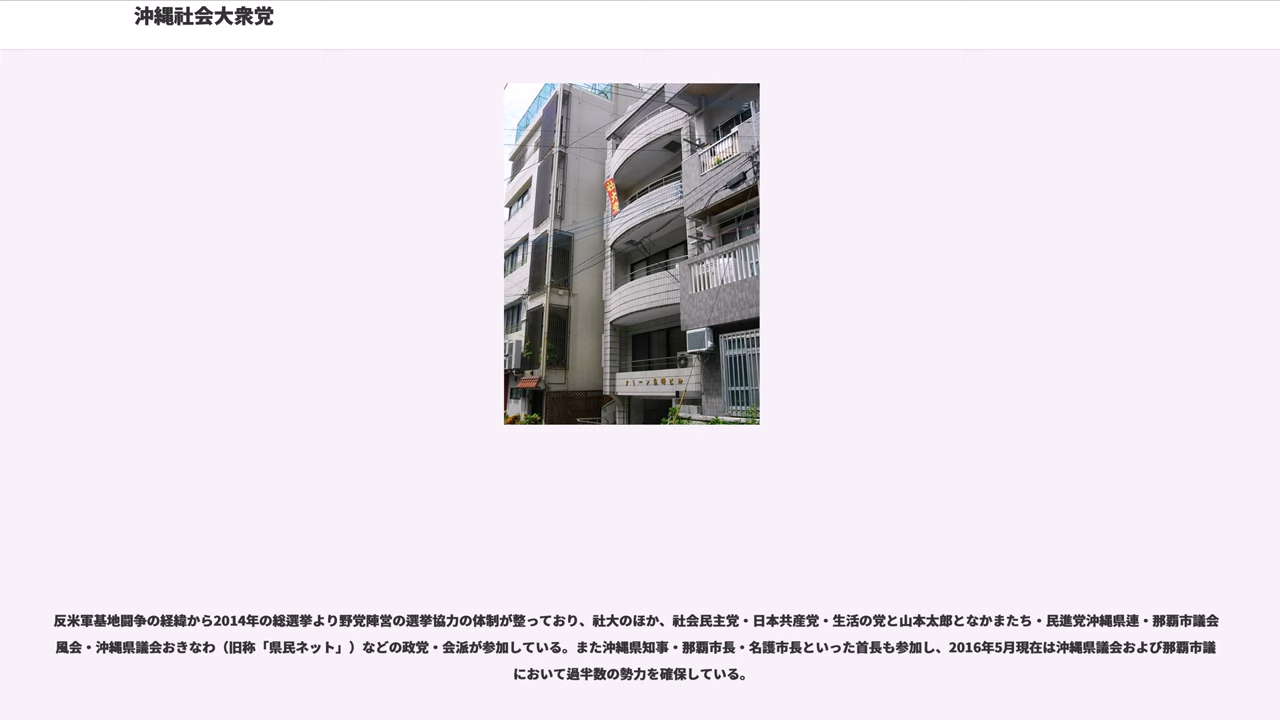 沖縄社会大衆党
社大党
反米軍基地闘争の経緯から2014年の総選挙より野党陣営の選挙協力の体制が整っており、社大のほか、社会民主党・日本共産党・生活の党と山本太郎となかまたち・民進党沖縄県連・那覇市議会
風会・沖縄県議会おきなわ（旧称「県民ネット」）などの政党・会派が参加している。また沖縄県知事・那覇市長・名護市長といった首長も参加し、2016年5月現在は沖縄県議会および那覇市議
において過半数の勢力を確保している。